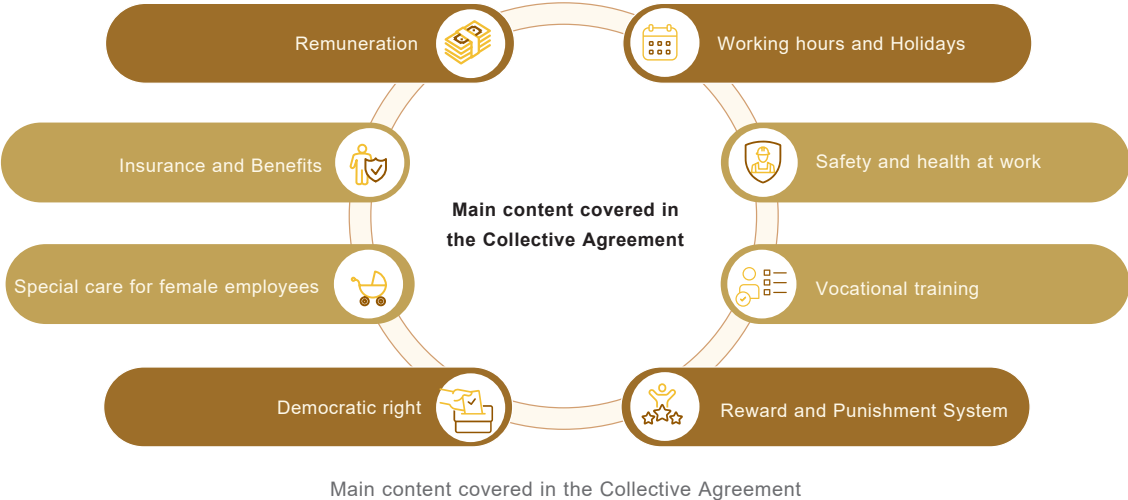 Remuneration
Working hours and Holidays
Insurance and Benefits
Safety and health at work
Main content covered in
the Collective Agreement
Special care for female employees
Vocational training
Democratic right
Reward and Punishment System
Main content covered in the Collective Agreement